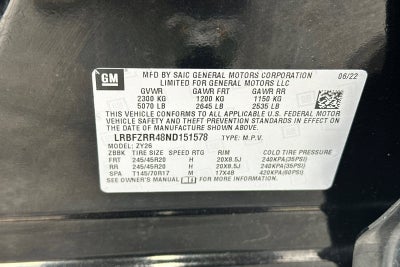 GM MFD BY SAIC GENERAL MOTORS CORPORATION 06/22
LIMITED FOR GENERAL MOTORS LLC
GVWR GAWR FRT GAWR RR
2300 KG 1200 KG 1150 KG
5070 LB 2645 LB 2535 LB
THIS VEHICLE CONFORMS TO ALL APPLICABLE U.S. FEDERAL MOTOR
VEHICLE SAFETY, BUMPER, AND THEFT PREVENTION STANDARDS IN
EFFECT ON THE DATE OF MANUFACTURE SHOWN ABOVE.
LRBFZRR48ND151578 TYPE: M.P.V.
MODEL: ZY26
ZBBK TIRE SIZE SPEED RTG RIM COLD TIRE PRESSURE
FRT 245/45R20 H 20X8.5J 240KPA(35PSI)
RR 245/45R20 H 20X8.5J 240KPA(35PSI)
SPA T145/70R17 M 17X4B 420KPA(60PSI)
SEE OWNER'S MANUAL FOR MORE INFORMATION